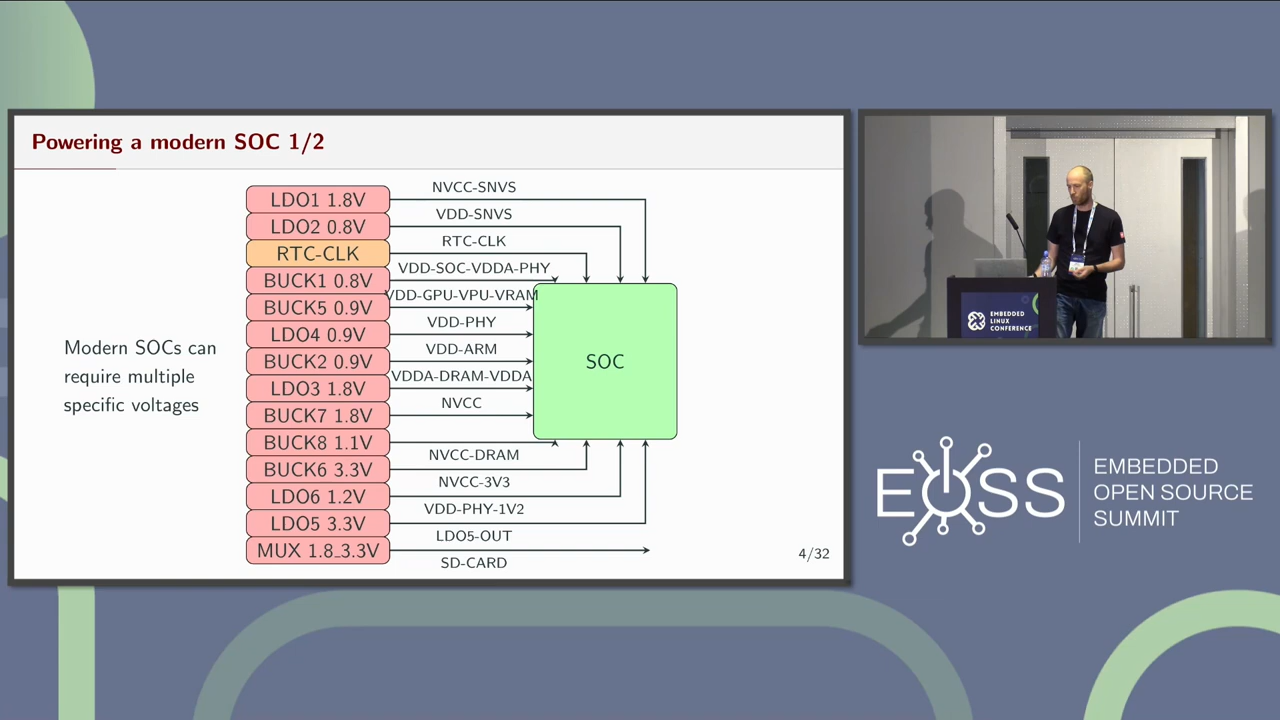 Powering a modern SOC 1/2
Modern SOCs can
require multiple
specific voltages
LDO1 1.8V
NVCC-SNVS
LDO2 0.8V
VDD-SNVS
RTC-CLK
RTC-CLK
BUCK1 0.8V
VDD-SOC-VDDA-PHY
BUCK5 0.9V
VDD-GPU-VPU-VRAM
LDO4 0.9V
VDD-PHY
BUCK2 0.9V
VDD-ARM
LDO3 1.8V
VDDA-DRAM-VDDA
BUCK7 1.8V
NVCC
BUCK8 1.1V
NVCC-DRAM
BUCK6 3.3V
NVCC-3V3
LDO6 1.2V
VDD-PHY-1V2
LDO5 3.3V
LDO5-OUT
MUX 1.8_3.3V
SD-CARD
SOC
4/32
EMBEDDED
LINUX
CONFERENCE
EOSS
EMBEDDED
OPEN SOURCE
SUMMIT